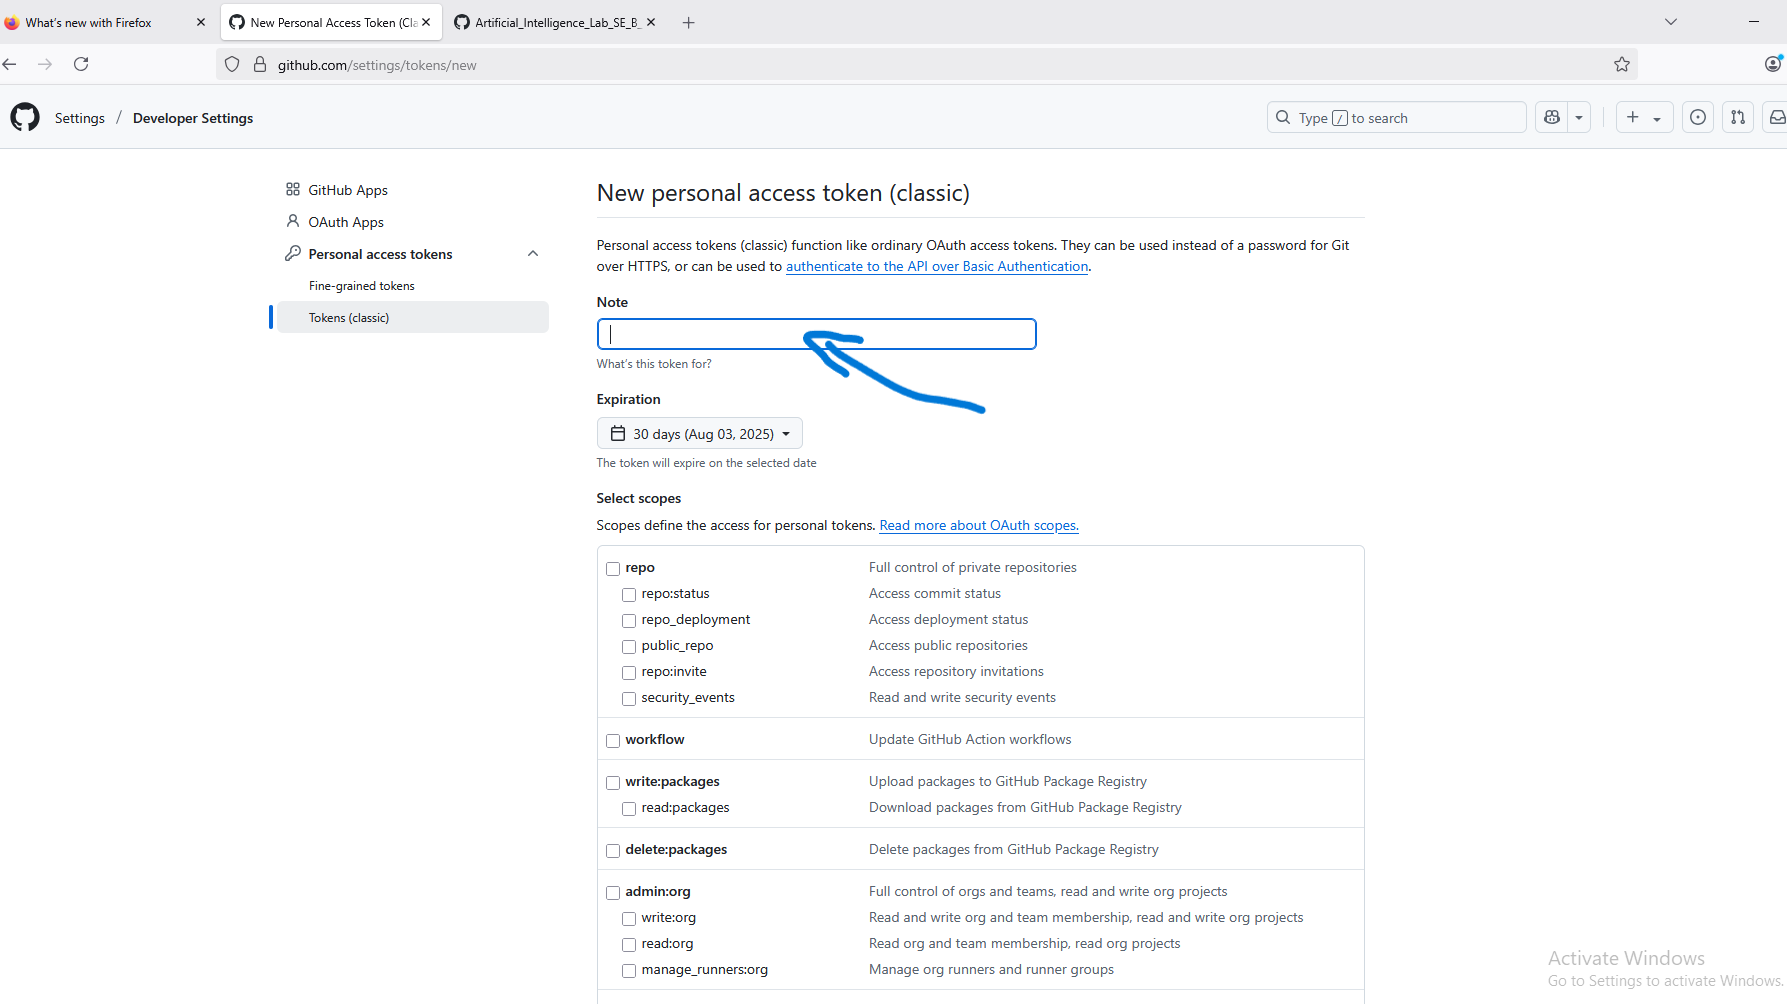 What's new with Firefox
New Personal Access Token (Cla
Artificial_Intelligence_Lab_SE_B_
github.com/settings/tokens/new
Settings / Developer Settings
Type / to search
GitHub Apps
OAuth Apps
Personal access tokens
Fine-grained tokens
Tokens (classic)
New personal access token (classic)
Personal access tokens (classic) function like ordinary OAuth access tokens. They can be used instead of a password for Git
over HTTPS, or can be used to authenticate to the API over Basic Authentication.
Note
What's this token for?
Expiration
30 days (Aug 03, 2025)
The token will expire on the selected date
Select scopes
Scopes define the access for personal tokens. Read more about OAuth scopes.
repo Full control of private repositories
repo:status Access commit status
repo_deployment Access deployment status
public_repo Access public repositories
repo:invite Access repository invitations
security_events Read and write security events
workflow Update GitHub Action workflows
write:packages Upload packages to GitHub Package Registry
read:packages Download packages from GitHub Package Registry
delete:packages Delete packages from GitHub Package Registry
admin:org Full control of orgs and teams, read and write org projects
write:org Read and write org and team membership, read and write org projects
read:org Read org and team membership, read org projects
manage_runners:org Manage org runners and runner groups
Activate Windows
Go to Settings to activate Windows.